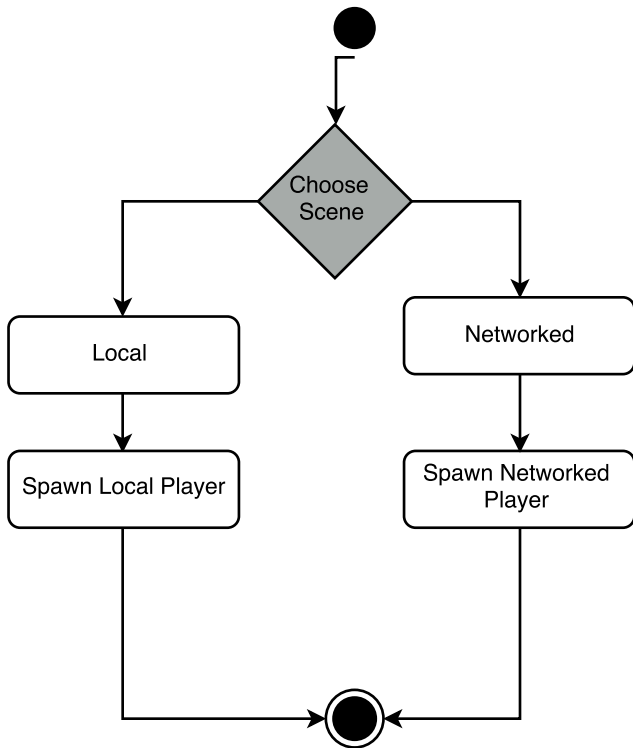 Choose
Scene
Local
Networked
Spawn Local Player
Spawn Networked
Player